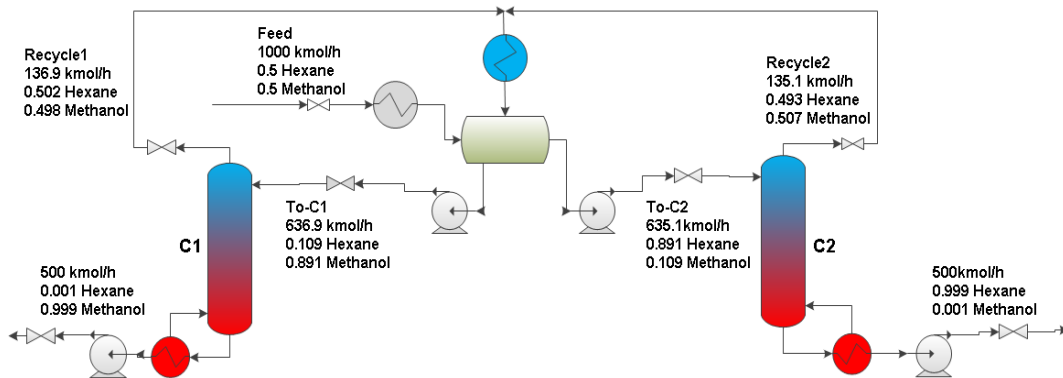 Feed
1000 kmol/h
0.5 Hexane
0.5 Methanol
Recycle1
136.9 kmol/h
0.502 Hexane
0.498 Methanol
Recycle2
135.1 kmol/h
0.493 Hexane
0.507 Methanol
To-C1
636.9 kmol/h
0.109 Hexane
0.891 Methanol
To-C2
635.1kmol/h
0.891 Hexane
0.109 Methanol
C1
C2
500 kmol/h
0.001 Hexane
0.999 Methanol
500kmol/h
0.999 Hexane
0.001 Methanol